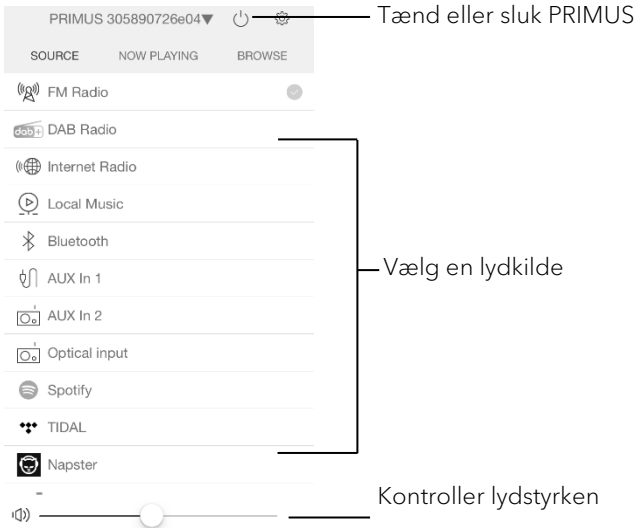 PRIMUS 305890726e04▼
Tænd eller sluk PRIMUS
SOURCE NOW PLAYING BROWSE
FM Radio
dab+ DAB Radio
Internet Radio
Local Music
Bluetooth
Vælg en lydkilde
AUX In 1
AUX In 2
Optical input
Spotify
TIDAL
Napster
Kontroller lydstyrken